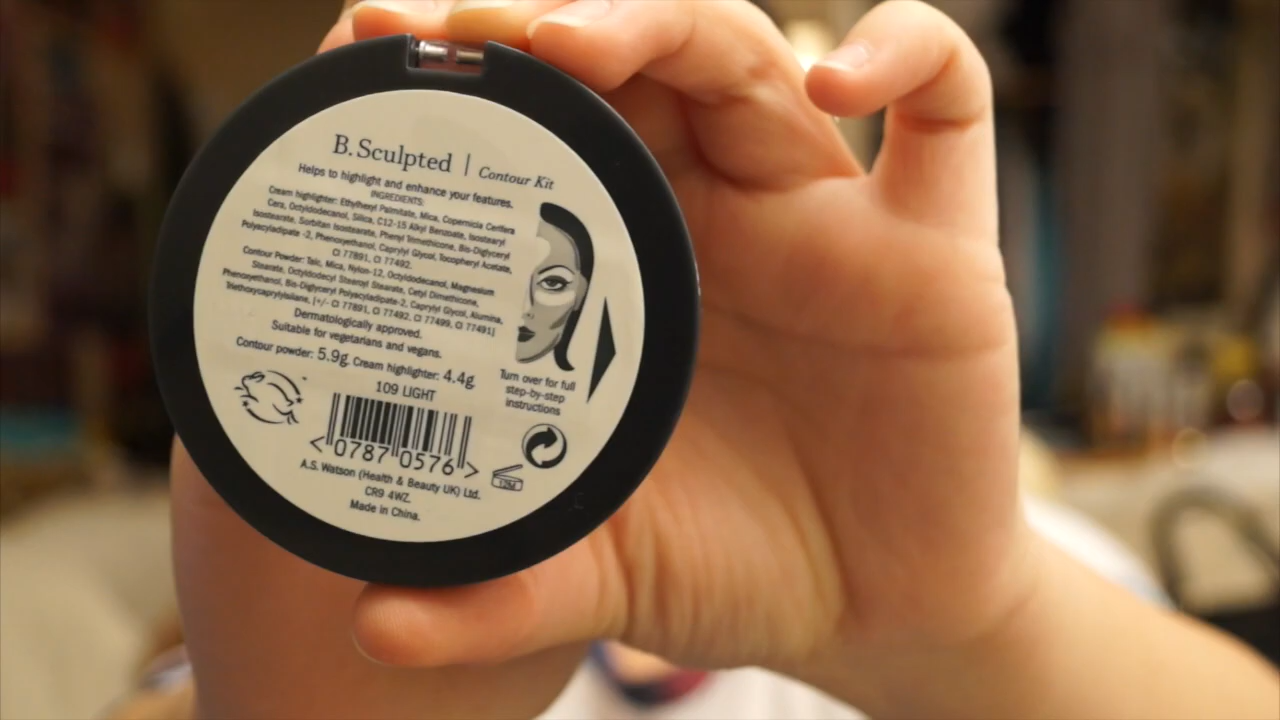 B. Sculpted | Contour Kit
Helps to highlight and enhance your features.
INGREDIENTS:
Cream highlighter: Ethylhexyl Palmitate, Mica, Copernicia Cerifera
Cera, Octyldodecanol, Silica, C12-15 Alkyl Benzoate, Isostearyl
Isostearate, Sorbitan Isostearate, Phenyl Trimethicone, Bis-Diglyceryl
Polyacyladipate -2, Phenoxyethanol, Caprylyl Glycol, Tocopheryl Acetate,
CI 77891, CI 77492.
Contour Powder: Talc, Mica, Nylon-12, Octyldodecanol, Magnesium
Stearate, Octyldodecyl Stearoyl Stearate, Cetyl Dimethicone,
Phenoxyethanol, Bis-Diglyceryl Polyacyladipate-2, Caprylyl Glycol, Alumina,
Triethoxycaprylylsilane, [+/- CI 77891, CI 77492, CI 77499, CI 77491]
Dermatologically approved.
Suitable for vegetarians and vegans.
Contour powder: 5.9g. Cream highlighter: 4.4g.
109 LIGHT
Turn over for full
step-by-step
instructions
<0787 0576>
12M
A.S. Watson (Health & Beauty UK) Ltd.
CR9 4WZ.
Made in China.